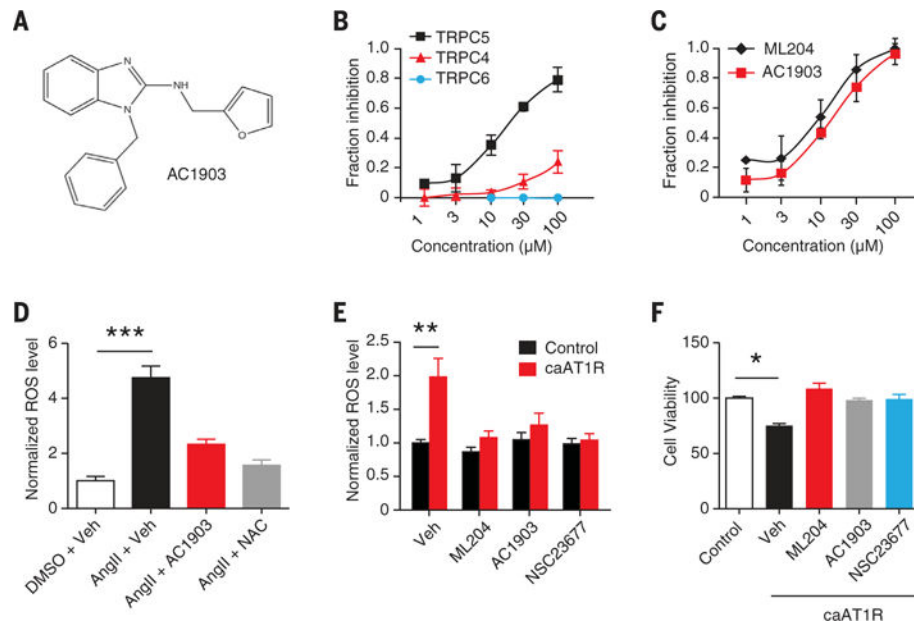 A
N
N
NH
O
AC1903
B
TRPC5
TRPC4
TRPC6
Fraction inhibition
1.0
0.8
0.6
0.4
0.2
0
1
3
10
30
100
Concentration (µM)
C
ML204
AC1903
Fraction inhibition
1.0
0.8
0.6
0.4
0.2
0
1
3
10
30
100
Concentration (µM)
D
***
Normalized ROS level
6
4
2
0
DMSO + Veh
AngII + Veh
AngII + AC1903
AngII + NAC
E
**
Control
caAT1R
Normalized ROS level
2.5
2.0
1.5
1.0
0.5
0
Veh
ML204
AC1903
NSC23677
F
*
Cell Viability
150
100
50
0
Control
Veh
ML204
AC1903
NSC23677
caAT1R